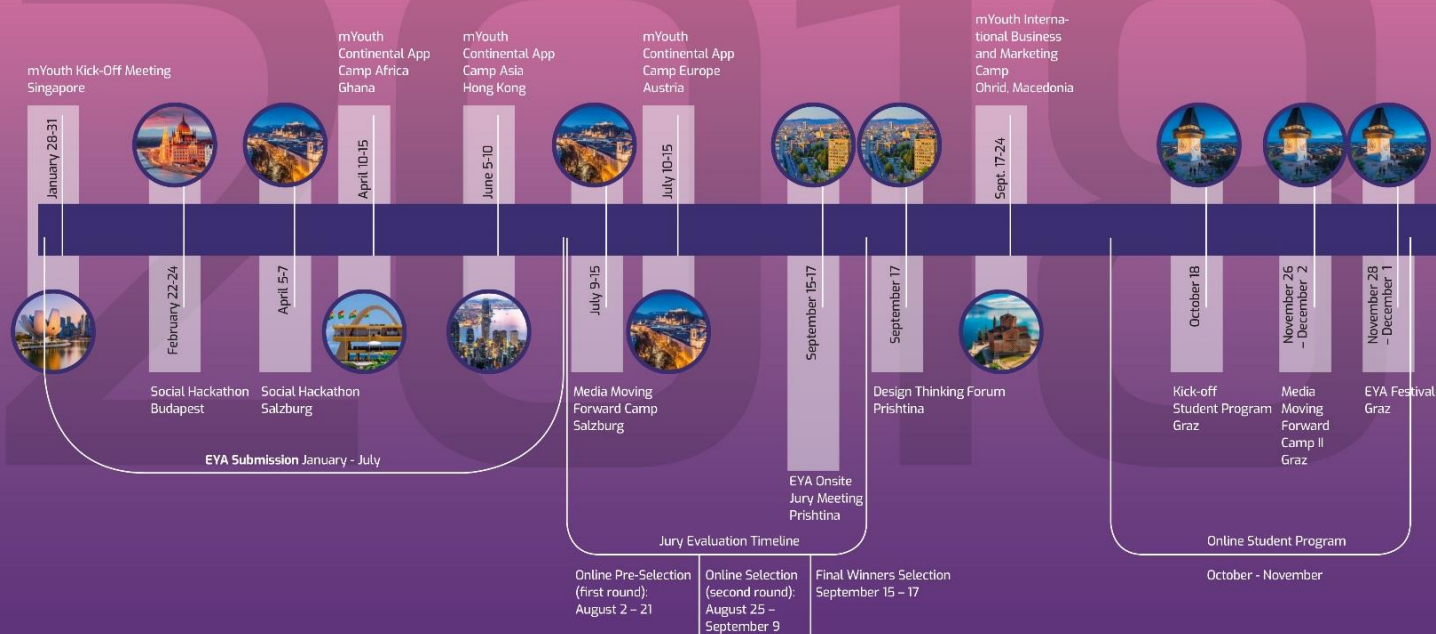 2018
mYouth Kick-Off Meeting
Singapore
January 28-31
February 22-24
Social Hackathon
Budapest
April 5-7
Social Hackathon
Salzburg
mYouth
Continental App
Camp Africa
Ghana
April 10-15
mYouth
Continental App
Camp Asia
Hong Kong
June 5-10
July 9-15
Media Moving
Forward Camp
Salzburg
mYouth
Continental App
Camp Europe
Austria
July 10-15
September 15-17
EYA Onsite
Jury Meeting
Prishtina
September 17
Design Thinking Forum
Prishtina
mYouth Interna-
tional Business
and Marketing
Camp
Ohrid, Macedonia
Sept. 17-24
October 18
Kick-off
Student Program
Graz
November 26
– December 2
Media
Moving
Forward
Camp II
Graz
November 28
– December 1
EYA Festival
Graz
EYA Submission January - July
Jury Evaluation Timeline
Online Pre-Selection
(first round):
August 2 – 21
Online Selection
(second round):
August 25 –
September 9
Final Winners Selection
September 15 – 17
Online Student Program
October - November